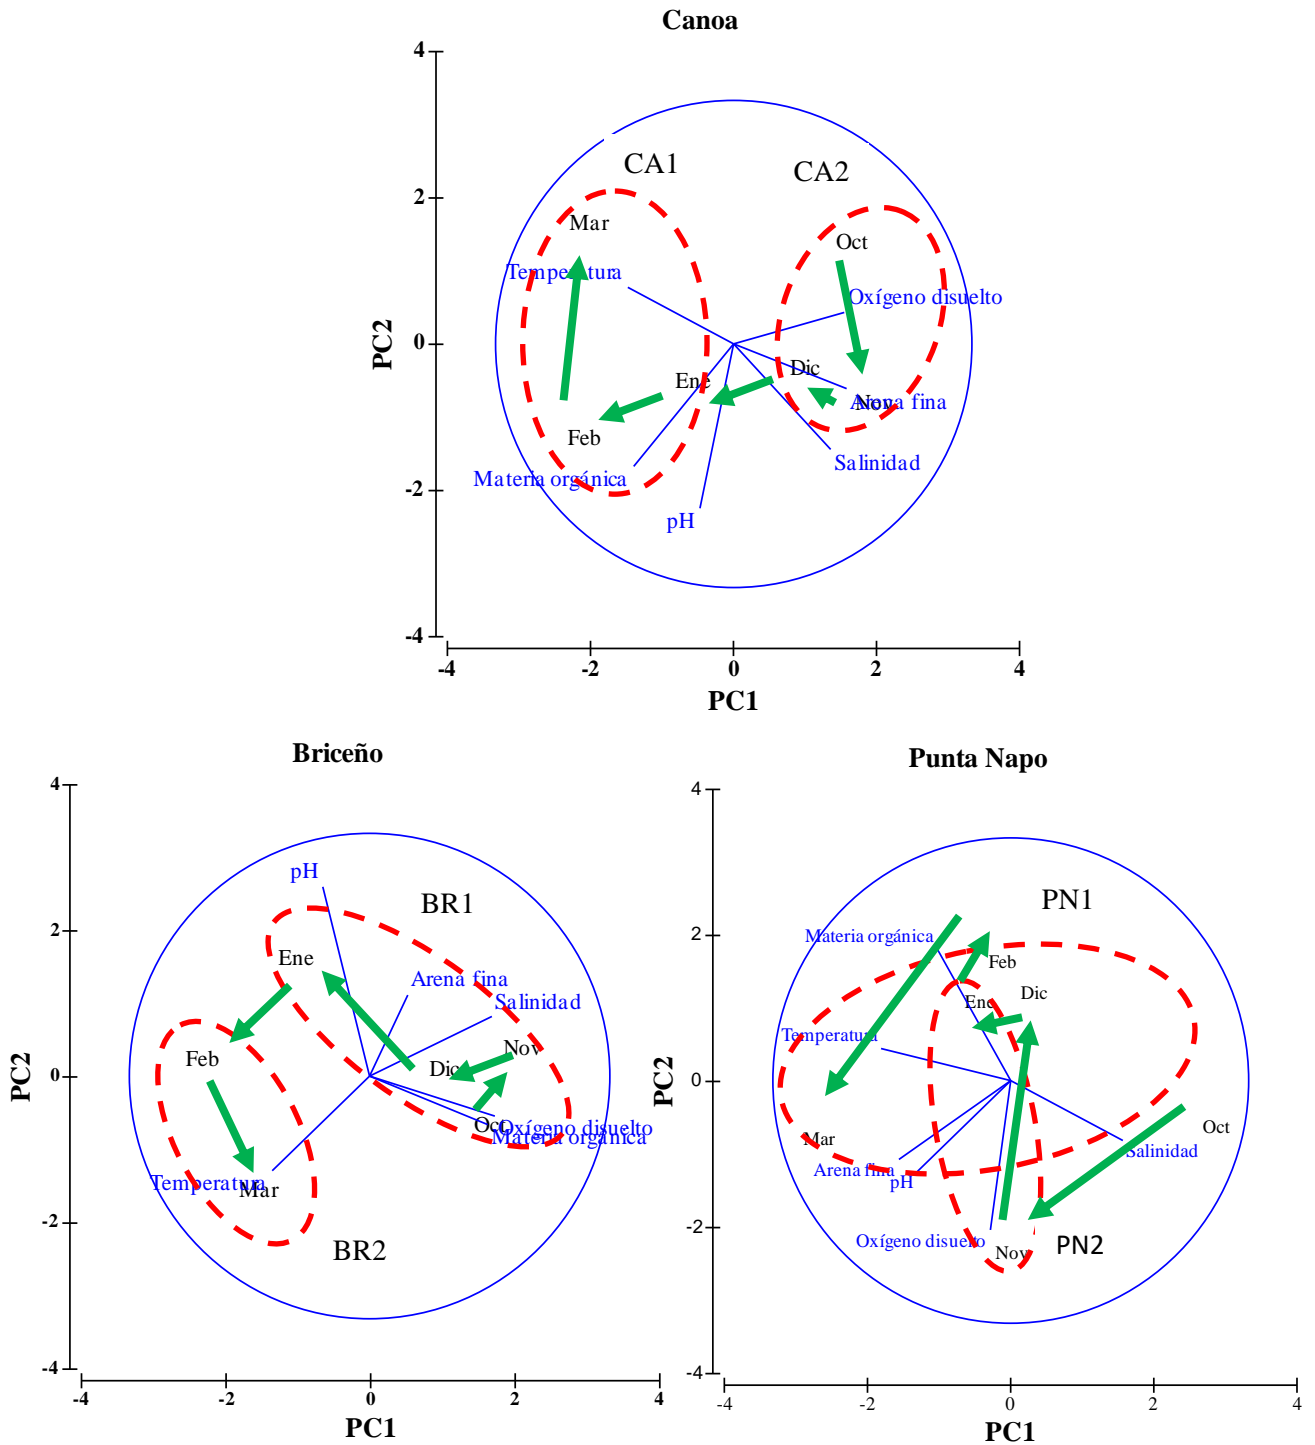 Canoa
4
CA1
CA2
2
Mar
Oct
Temperatura
Oxígeno disuelto
PC2
0
Dic
Ene
Nov
Arena fina
Feb
Salinidad
Materia orgánica
-2
pH
-4
-4
-2
0
2
4
PC1
Briceño
4
pH
BR1
2
Ene
Arena fina
Salinidad
Nov
Feb
Dic
PC2
0
Oct
Oxígeno disuelto
Materia organica
Temperatura
Mar
-2
BR2
-4
-4
-2
0
2
4
PC1
Punta Napo
4
PN1
2
Materia orgánica
Feb
Dic
Ene
Temperatura
PC2
0
Oct
Mar
Salinidad
Arena fina
pH
-2
Oxígeno disuelto
Nov
PN2
-4
-4
-2
0
2
4
PC1